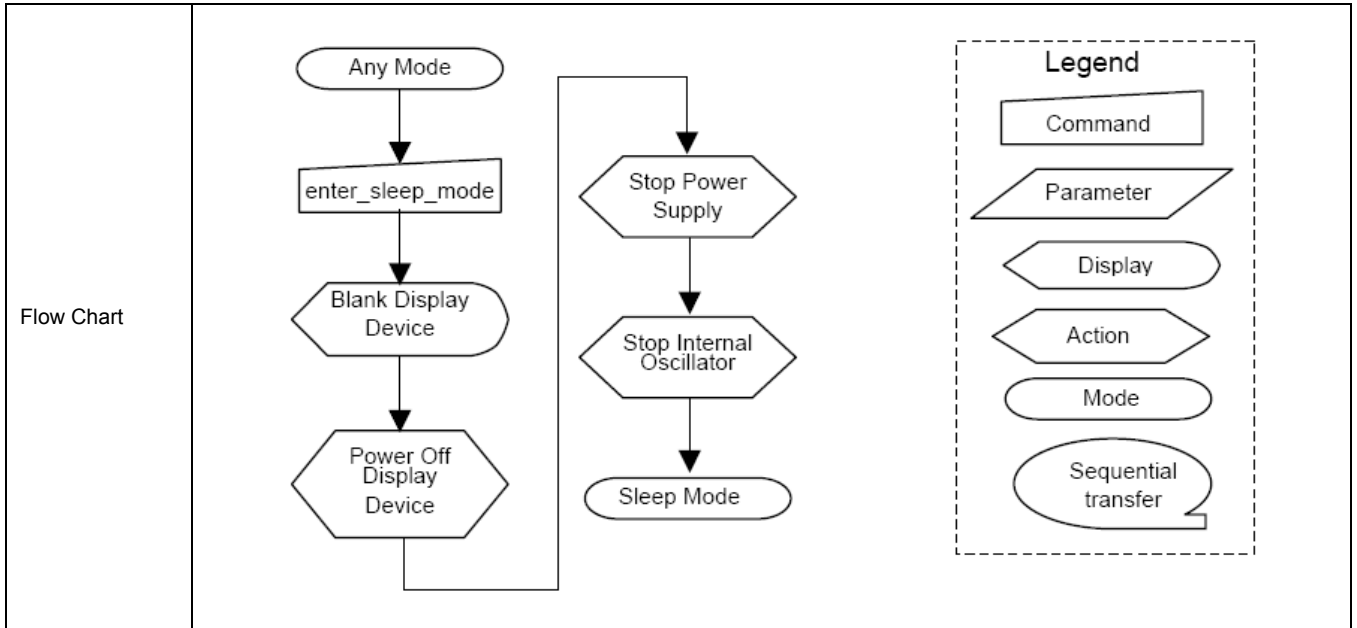 Flow Chart
Any Mode
enter_sleep_mode
Blank Display
Device
Power Off
Display
Device
Stop Power
Supply
Stop Internal
Oscillator
Sleep Mode
Legend
Command
Parameter
Display
Action
Mode
Sequential
transfer